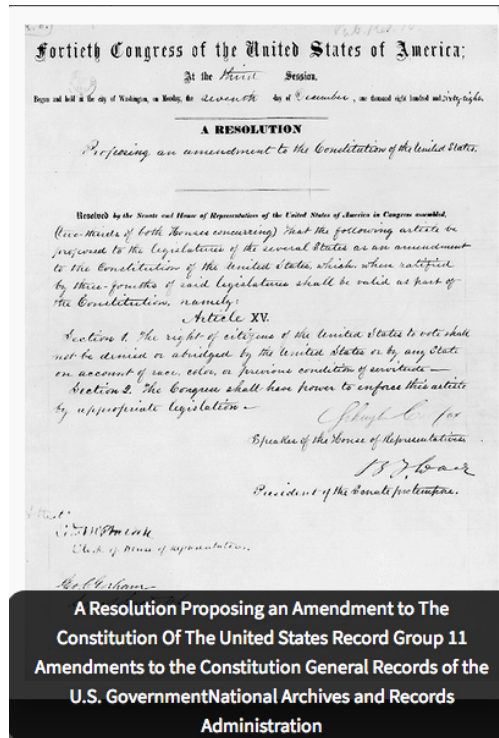 Fortieth Congress of the United States of America;
At the third Session,
Begun and held at the city of Washington, on Monday, the seventh day of December, one thousand eight hundred and sixty-eight.
A RESOLUTION
Proposing an amendment to the Constitution of the United States.
Resolved by the Senate and House of Representatives of the United States of America in Congress assembled,
(two-thirds of both Houses concurring) That the following article be
proposed to the legislatures of the several States as an amendment
to the Constitution of the United States, which, when ratified
by three-fourths of said legislatures shall be valid as part of
the Constitution, namely:
Article XV.
Section 1. The right of citizens of the United States to vote shall
not be denied or abridged by the United States or by any State
on account of race, color, or previous condition of servitude—
Section 2. The Congress shall have power to enforce this article
by appropriate legislation—
Schuyler Colfax
Speaker of the House of Representatives
B F Wade
President of the Senate pro tempore.
Attest:
Clerk of House of Representatives.
Geo. C. Gorham
A Resolution Proposing an Amendment to The
Constitution Of The United States Record Group 11
Amendments to the Constitution General Records of the
U.S. GovernmentNational Archives and Records
Administration